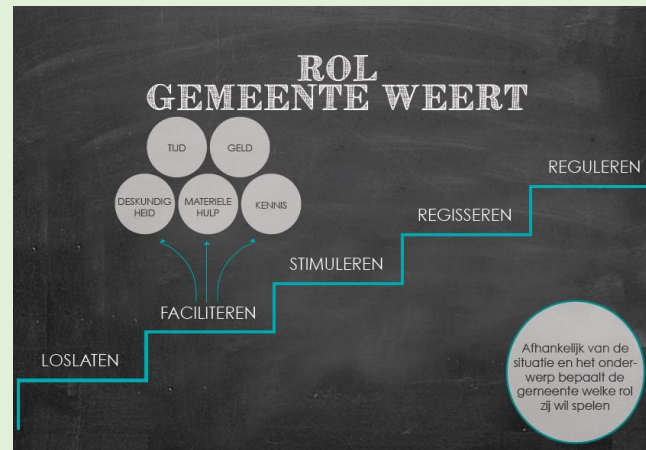 ROL
GEMEENTE WEERT
TIJD
GELD
DESKUNDIG
HEID
MATERIELE
HULP
KENNIS
REGULEREN
REGISSEREN
STIMULEREN
FACILITEREN
LOSLATEN
Afhankelijk van de
situatie en het onder-
werp bepaalt de
gemeente welke rol
zij wil spelen